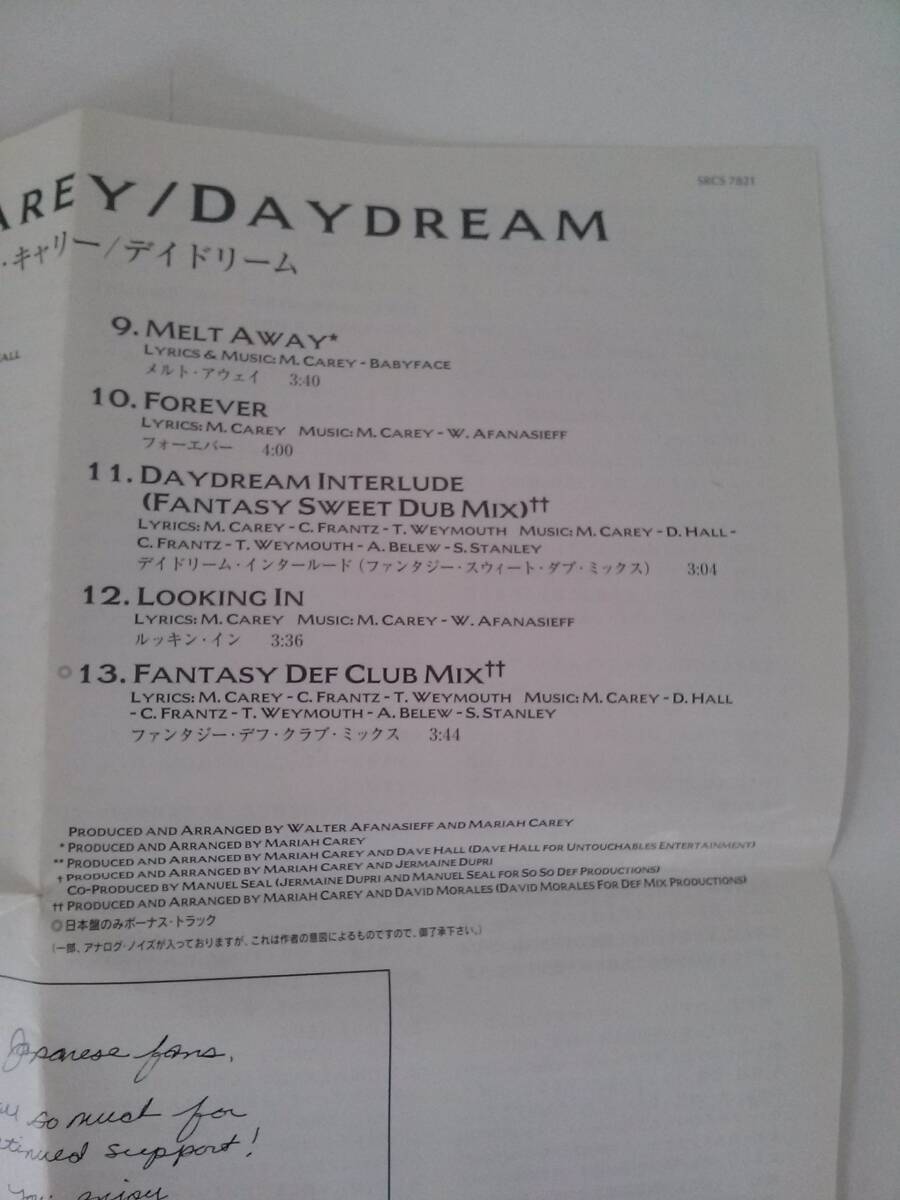 SRCS 7821
AREY/DAYDREAM
・キャリー/デイドリーム
ALL
9. MELT AWAY*
LYRICS & MUSIC: M. CAREY - BABYFACE
メルト・アウェイ 3:40
10. FOREVER
LYRICS: M. CAREY MUSIC: M. CAREY - W. AFANASIEFF
フォーエバー 4:00
11. DAYDREAM INTERLUDE
(FANTASY SWEET DUB MIX)††
LYRICS: M. CAREY - C. FRANTZ - T. WEYMOUTH MUSIC: M. CAREY - D. HALL -
C. FRANTZ - T. WEYMOUTH - A. BELEW - S. STANLEY
デイドリーム・インタールード(ファンタジー・スウィート・ダブ・ミックス) 3:04
12. LOOKING IN
LYRICS: M. CAREY MUSIC: M. CAREY - W. AFANASIEFF
ルッキン・イン 3:36
◎13. FANTASY DEF CLUB MIX††
LYRICS: M. CAREY - C. FRANTZ - T. WEYMOUTH MUSIC: M. CAREY - D. HALL
- C. FRANTZ - T. WEYMOUTH - A. BELEW - S. STANLEY
ファンタジー・デフ・クラブ・ミックス 3:44
PRODUCED AND ARRANGED BY WALTER AFANASIEFF AND MARIAH CAREY
* PRODUCED AND ARRANGED BY MARIAH CAREY
** PRODUCED AND ARRANGED BY MARIAH CAREY AND DAVE HALL (DAVE HALL FOR UNTOUCHABLES ENTERTAINMENT)
† PRODUCED AND ARRANGED BY MARIAH CAREY AND JERMAINE DUPRI
CO-PRODUCED BY MANUEL SEAL (JERMAINE DUPRI AND MANUEL SEAL FOR SO SO DEF PRODUCTIONS)
†† PRODUCED AND ARRANGED BY MARIAH CAREY AND DAVID MORALES (DAVID MORALES FOR DEF MIX PRODUCTIONS)
◎日本盤のみボーナス・トラック
(一部、アナログ・ノイズが入っておりますが、これは作者の意図によるものですので、御了承下さい。)
Japanese fans,
so much for
tinued support!
you enjoy